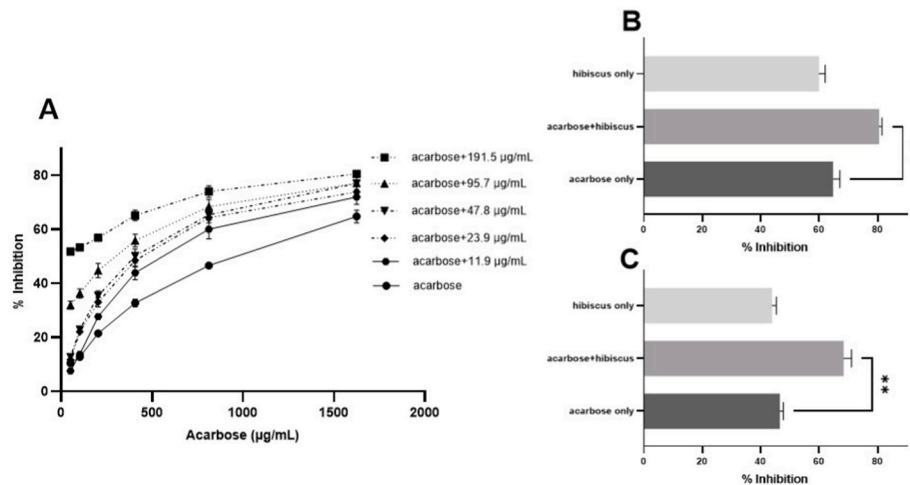 A
% Inhibition
80
60
40
20
0
0
500
1000
1500
2000
Acarbose (µg/mL)
acarbose+191.5 µg/mL
acarbose+95.7 µg/mL
acarbose+47.8 µg/mL
acarbose+23.9 µg/mL
acarbose+11.9 µg/mL
acarbose
B
hibiscus only
acarbose+hibiscus
acarbose only
0
20
40
60
80
% Inhibition
C
hibiscus only
acarbose+hibiscus
acarbose only
**
0
20
40
60
80
% Inhibition